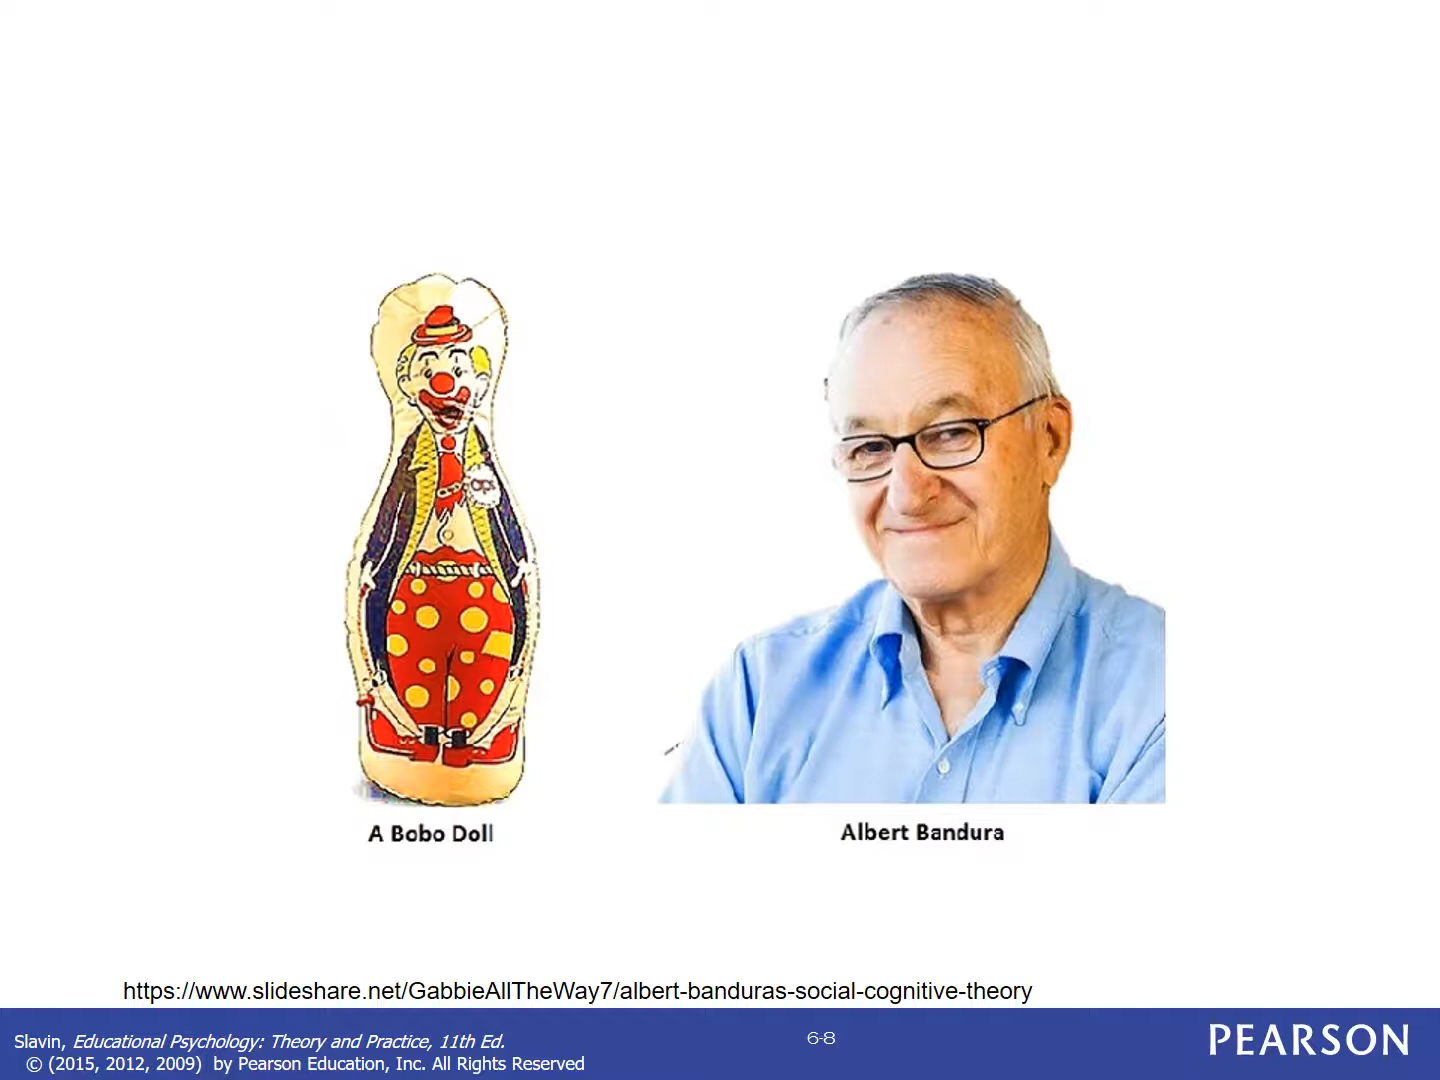 A Bobo Doll
Albert Bandura
https://www.slideshare.net/GabbieAllTheWay7/albert-banduras-social-cognitive-theory
Slavin, Educational Psychology: Theory and Practice, 11th Ed.
© (2015, 2012, 2009)  by Pearson Education, Inc. All Rights Reserved
6-8
PEARSON